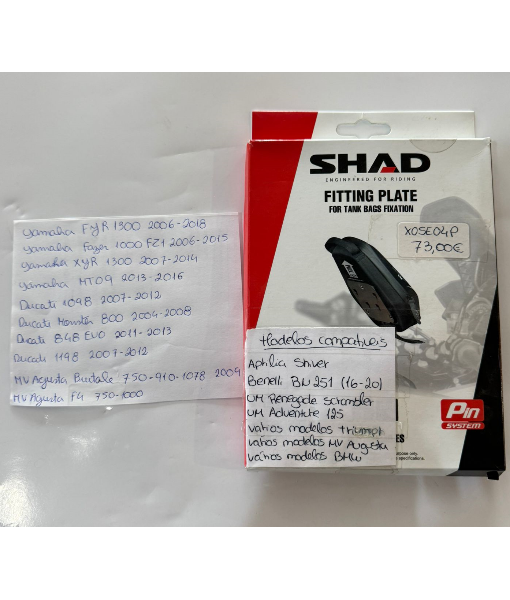 Yamaha FJR 1300 2006-2018
Yamaha Fazer 1000 FZ1 2006-2015
Yamaha XJR 1300 2007-2014
Yamaha MT09 2013-2016
Ducati 1098 2007-2012
Ducati Monster 800 2004-2008
Ducati 848 EVO 2011-2013
Ducati 1198 2007-2012
MV Agusta Brutale 750-910-1078 2009
MV Agusta F4 750-1000
SHAD
ENGINEERED FOR RIDING
FITTING PLATE
FOR TANK BAGS FIXATION
X0SE04P
73,00€
Modelos compativeis
Aprilia Shiver
Benelli BN 251 (16-20)
UM Renegade scrambler
UM Adventure 125
varios modelos triumph
varios modelos MV Augusta
varios modelos BMW
Pin
SYSTEM